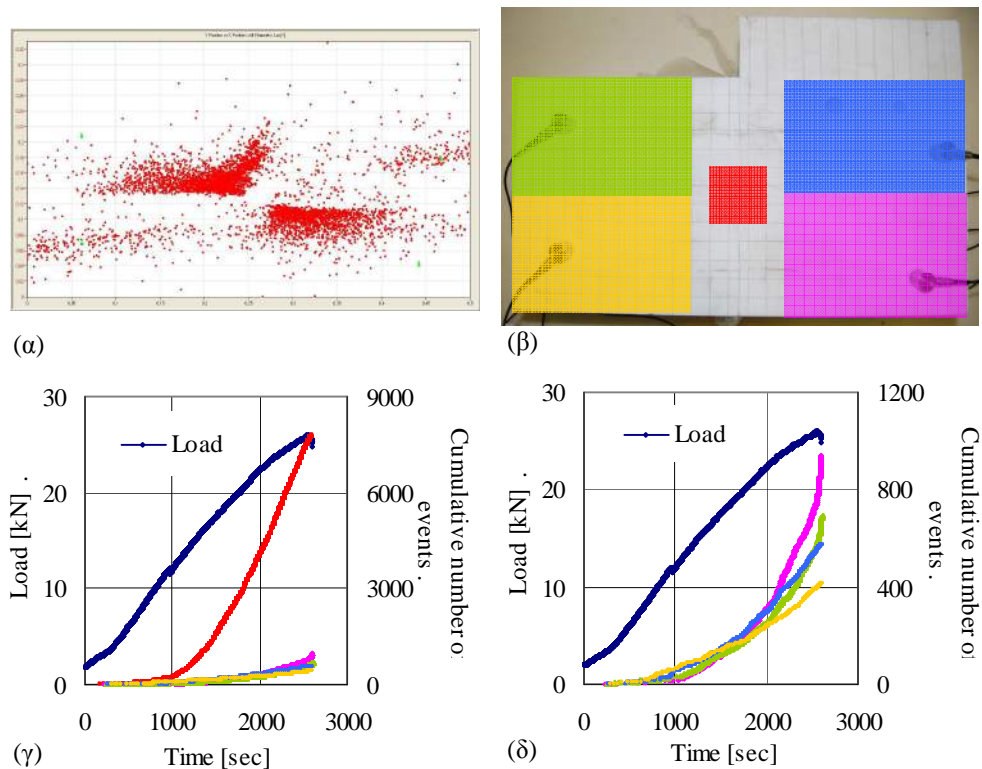 (α)
(β)
30
20
10
0
Load [kN] .
Load
9000
6000
3000
0
Cumulative number o
events .
0
1000
2000
3000
Time [sec]
(γ)
30
20
10
0
Load [kN] .
Load
1200
800
400
0
Cumulative number o
events .
0
1000
2000
3000
Time [sec]
(δ)